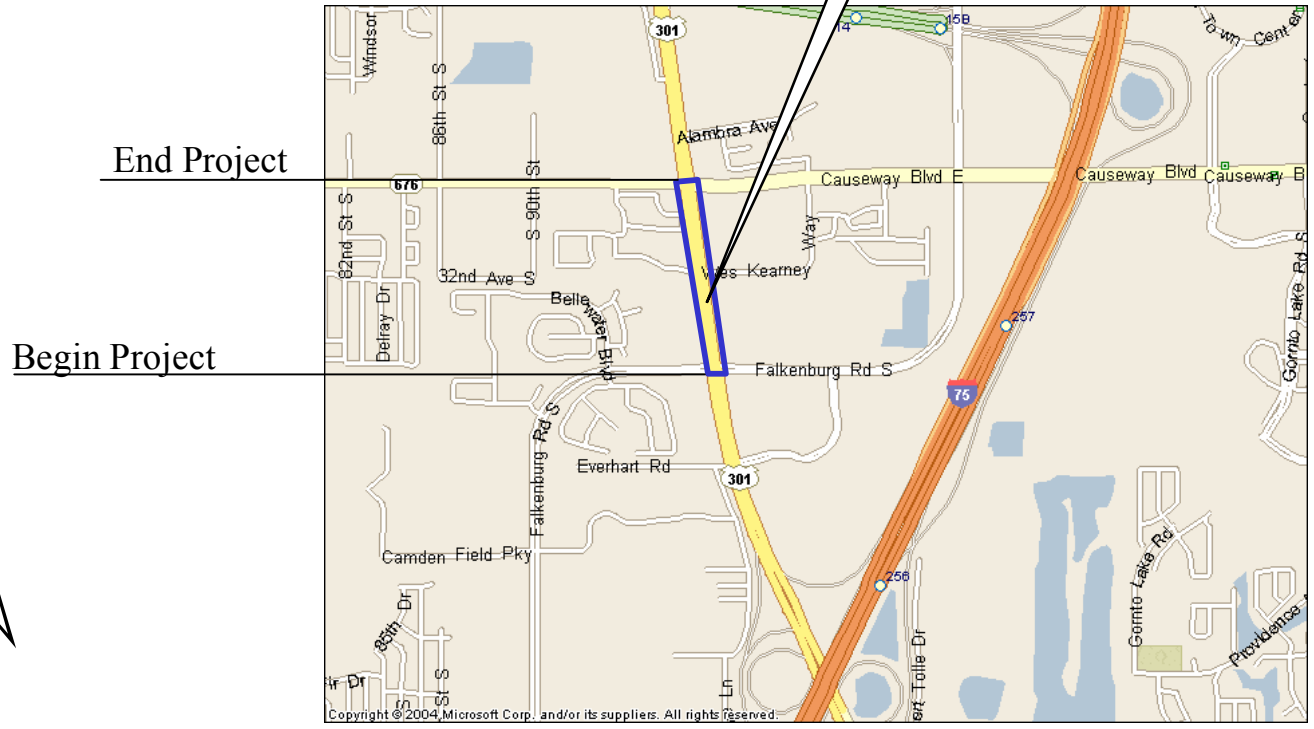 301
14
159
Town Center
Windsor
86th St S
Alambra Ave
End Project
676
Causeway Blvd E
Causeway Blvd
Causeway B
S 90th St
82nd St S
Way
32nd Ave S
Kearney
Belle
Delray Dr
Blvd
257
Gornto Lake Rd S
Begin Project
Falkenburg Rd S
75
Falkenburg Rd S
Everhart Rd
301
Camden Field Pky
256
Gornto Lake Rd
85th Dr
Providence
Tolle Dr
Dr
St S
S
Ln
Copyright © 2004 Microsoft Corp. and/or its suppliers. All rights reserved.